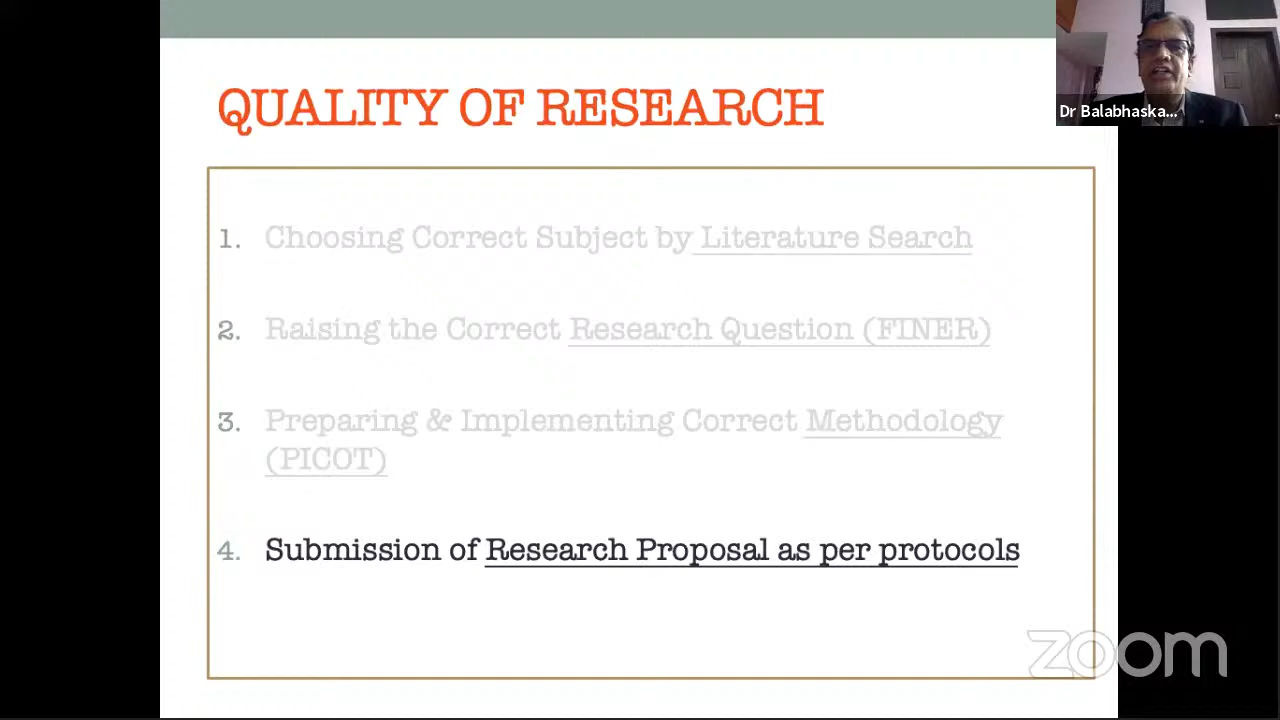 QUALITY OF RESEARCH
Dr Balabhaska...
1. Choosing Correct Subject by Literature Search
2. Raising the Correct Research Question (FINER)
3. Preparing & Implementing Correct Methodology
(PICOT)
4. Submission of Research Proposal as per protocols
zoom